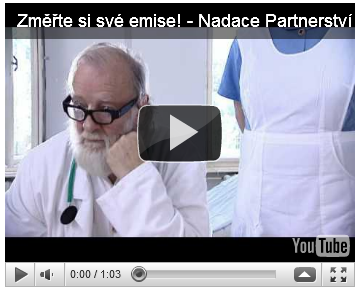 Změřte si své emise! - Nadace Partnerství
YouTube
0:00 / 1:03